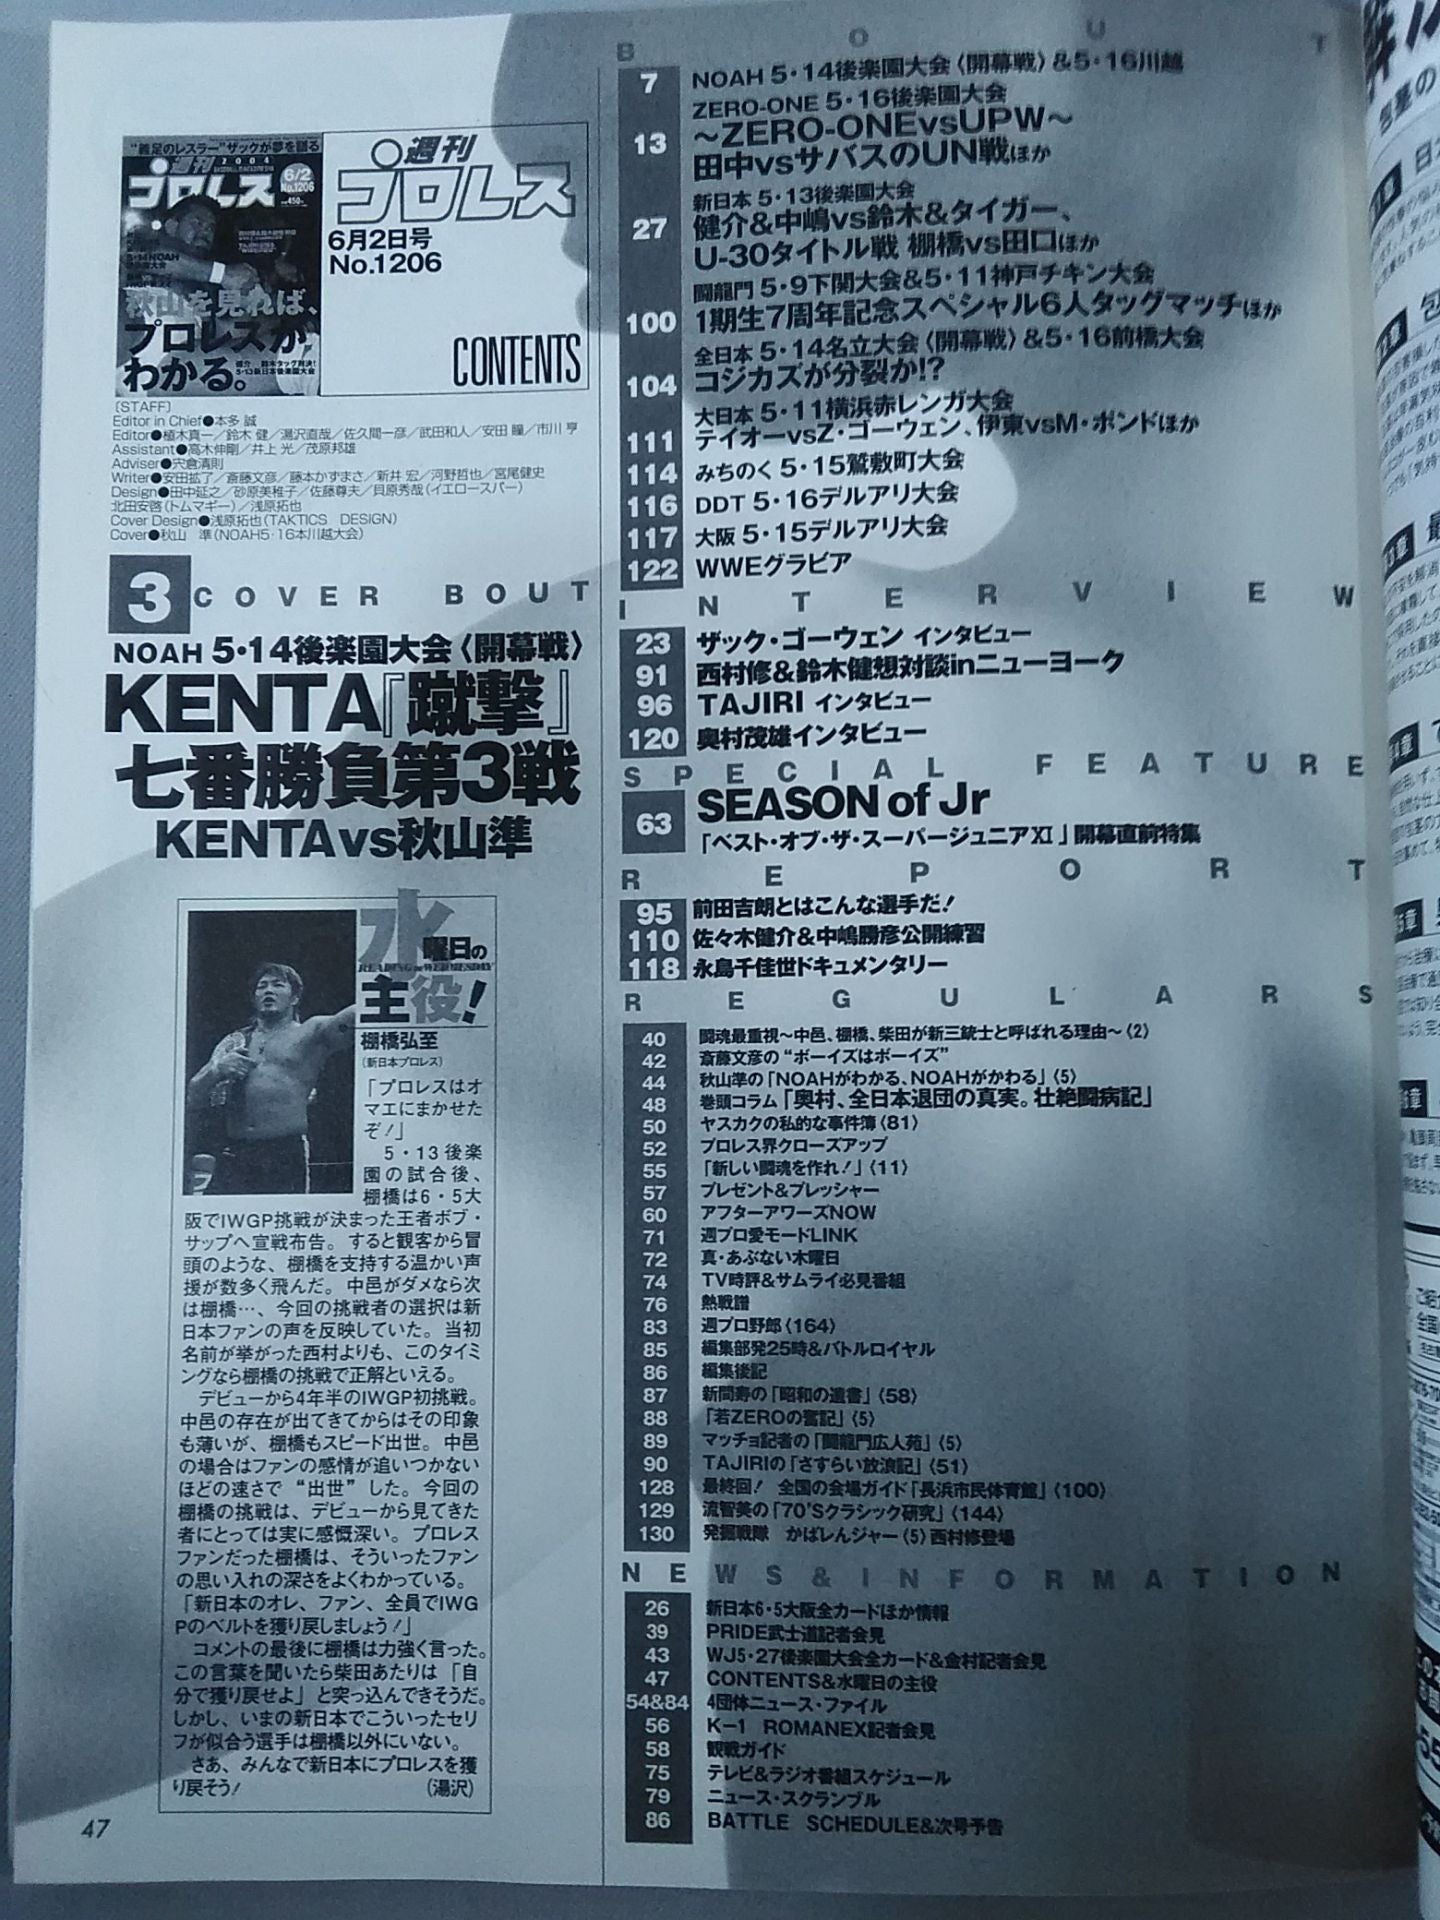 “義足のレスラー”ザックが夢を語る
週刊
2004
プロレス
6/2
No.1206
秋山を見れば、
プロレスが
わかる。
5・13新日本後楽園大会
週刊
プロレス
6月2日号
No.1206
CONTENTS
［STAFF］
Editor in Chief●本多 誠
Editor●植木真一／鈴木 健／湯沢直哉／佐久間一彦／武田和人／安田 瞳／市川 亨
Assistant●高木伸剛／井上 光／茂原邦雄
Adviser●宍倉清則
Writer●安田拡了／斎藤文彦／藤本かずまさ／新井 宏／河野哲也／宮尾健史
Design●田中延之／砂原美稚子／佐藤尊夫／貝原秀哉（イエロースパー）
北田安啓（トムマギー）／浅原拓也
Cover Design●浅原拓也（TAKTICS DESIGN）
Cover●秋山 準（NOAH5・16本川越大会）
3 COVER BOUT
NOAH 5・14後楽園大会〈開幕戦〉
KENTA『蹴撃』
七番勝負第3戦
KENTAvs秋山準
水曜日の
READING on WEDNESDAY
主役！
棚橋弘至
（新日本プロレス）
「プロレスはオ
マエにまかせた
ぞ！」
5・13後楽
園の試合後、
棚橋は6・5大
阪でIWGP挑戦が決まった王者ボブ・
サップへ宣戦布告。すると観客から冒
頭のような、棚橋を支持する温かい声
援が数多く飛んだ。中邑がダメなら次
は棚橋…、今回の挑戦者の選択は新
日本ファンの声を反映していた。当初
名前が挙がった西村よりも、このタイミ
ングなら棚橋の挑戦で正解といえる。
デビューから4年半のIWGP初挑戦。
中邑の存在が出てきてからはその印象
も薄いが、棚橋もスピード出世。中邑
の場合はファンの感情が追いつかない
ほどの速さで“出世”した。今回の
棚橋の挑戦は、デビューから見てきた
者にとっては実に感慨深い。プロレス
ファンだった棚橋は、そういったファン
の思い入れの深さをよくわかっている。
「新日本のオレ、ファン、全員でIWG
Pのベルトを獲り戻しましょう！」
コメントの最後に棚橋は力強く言った。
この言葉を聞いたら柴田あたりは「自
分で獲り戻せよ」と突っ込んできそうだ。
しかし、いまの新日本でこういったセリ
フが似合う選手は棚橋以外にいない。
さあ、みんなで新日本にプロレスを獲
り戻そう！ （湯沢）
47
BOUT
7 NOAH 5・14後楽園大会〈開幕戦〉＆5・16川越
ZERO-ONE 5・16後楽園大会
13 〜ZERO-ONEvsUPW〜
田中vsサバスのUN戦ほか
新日本 5・13後楽園大会
27 健介＆中嶋vs鈴木＆タイガー、
U-30タイトル戦 棚橋vs田口ほか
闘龍門 5・9下関大会＆5・11神戸チキン大会
100 1期生7周年記念スペシャル6人タッグマッチほか
全日本 5・14名立大会〈開幕戦〉＆5・16前橋大会
104 コジカズが分裂か!?
大日本 5・11横浜赤レンガ大会
111 テイオーvsZ・ゴーウェン、伊東vsM・ポンドほか
114 みちのく 5・15鷲敷町大会
116 DDT 5・16デルアリ大会
117 大阪 5・15デルアリ大会
122 WWEグラビア
INTERVIEW
23 ザック・ゴーウェン インタビュー
91 西村修＆鈴木健想対談inニューヨーク
96 TAJIRI インタビュー
120 奥村茂雄インタビュー
SPECIAL FEATURE
63 SEASON of Jr
「ベスト・オブ・ザ・スーパージュニアXI」開幕直前特集
REPORT
95 前田吉朗とはこんな選手だ！
110 佐々木健介＆中嶋勝彦公開練習
118 永島千佳世ドキュメンタリー
REGULARS
40 闘魂最重視〜中邑、棚橋、柴田が新三銃士と呼ばれる理由〜〈2〉
42 斎藤文彦の“ボーイズはボーイズ”
44 秋山準の「NOAHがわかる、NOAHがかわる」〈5〉
48 巻頭コラム「奥村、全日本退団の真実。壮絶闘病記」
50 ヤスカクの私的な事件簿〈81〉
52 プロレス界クローズアップ
55 「新しい闘魂を作れ！」〈11〉
57 プレゼント＆プレッシャー
60 アフターアワーズNOW
71 週プロ愛モードLINK
72 真・あぶない木曜日
74 TV時評＆サムライ必見番組
76 熱戦譜
83 週プロ野郎〈164〉
85 編集部発25時＆バトルロイヤル
86 編集後記
87 新間寿の「昭和の遺書」〈58〉
88 「若ZEROの奮記」〈5〉
89 マッチョ記者の「闘龍門広人苑」〈5〉
90 TAJIRIの「さすらい放浪記」〈51〉
128 最終回！ 全国の会場ガイド「長浜市民体育館」〈100〉
129 流智美の「70'Sクラシック研究」〈144〉
130 発掘戦隊 かばれんジャー〈5〉西村修登場
NEWS＆INFORMATION
26 新日本6・5大阪全カードほか情報
39 PRIDE武士道記者会見
43 WJ5・27後楽園大会全カード＆金村記者会見
47 CONTENTS＆水曜日の主役
54＆84 4団体ニュース・ファイル
56 K-1 ROMANEX記者会見
58 観戦ガイド
75 テレビ＆ラジオ番組スケジュール
79 ニュース・スクランブル
86 BATTLE SCHEDULE＆次号予告